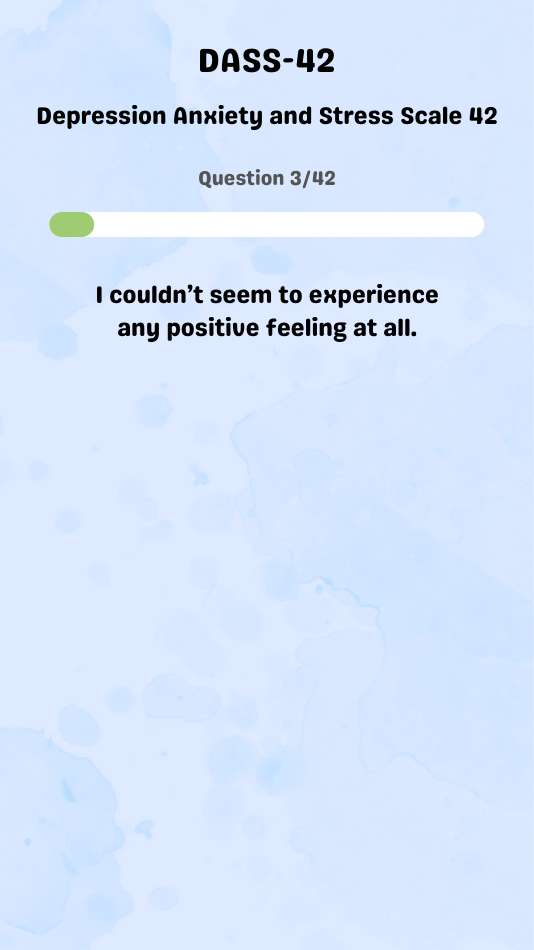 DASS-42
Depression Anxiety and Stress Scale 42
Question 3/42
I couldn’t seem to experience
any positive feeling at all.